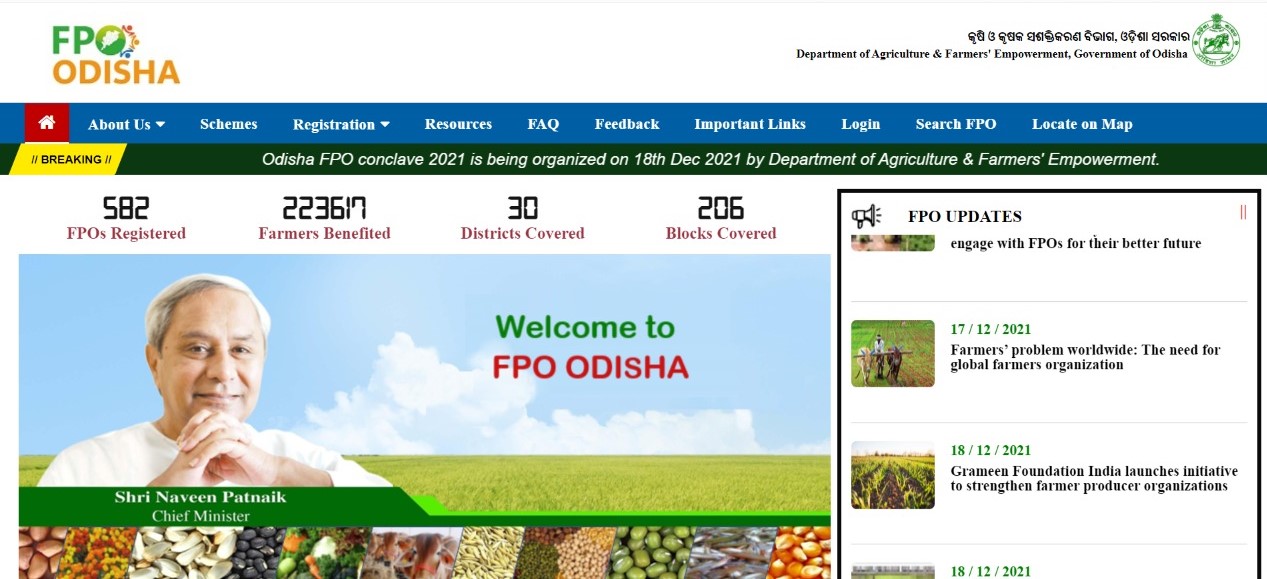 FPO
ODISHA
କୃଷି ଓ କୃଷକ ସଶକ୍ତିକରଣ ବିଭାଗ, ଓଡ଼ିଶା ସରକାର
Department of Agriculture & Farmers' Empowerment, Government of Odisha
About Us Schemes Registration Resources FAQ Feedback Important Links Login Search FPO Locate on Map
// BREAKING // Odisha FPO conclave 2021 is being organized on 18th Dec 2021 by Department of Agriculture & Farmers' Empowerment.
582 223617 30 206
FPOs Registered Farmers Benefited Districts Covered Blocks Covered
Welcome to
FPO ODISHA
Shri Naveen Patnaik
Chief Minister
FPO UPDATES
engage with FPOs for their better future
17 / 12 / 2021
Farmers’ problem worldwide: The need for
global farmers organization
18 / 12 / 2021
Grameen Foundation India launches initiative
to strengthen farmer producer organizations
18 / 12 / 2021